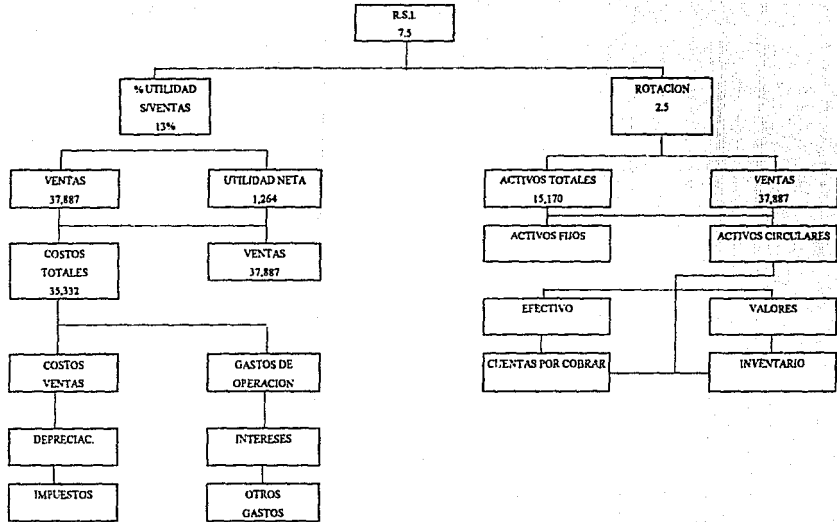 R.S.I.
7.5
% UTILIDAD
S/VENTAS
13%
ROTACION
2.5
VENTAS
37,887
UTILIDAD NETA
1,264
ACTIVOS TOTALES
15,170
VENTAS
37,887
COSTOS
TOTALES
35,332
VENTAS
37,887
ACTIVOS FIJOS
ACTIVOS CIRCULARES
EFECTIVO
VALORES
COSTOS
VENTAS
GASTOS DE
OPERACION
CUENTAS POR COBRAR
INVENTARIO
DEPRECIAC.
INTERESES
IMPUESTOS
OTROS
GASTOS